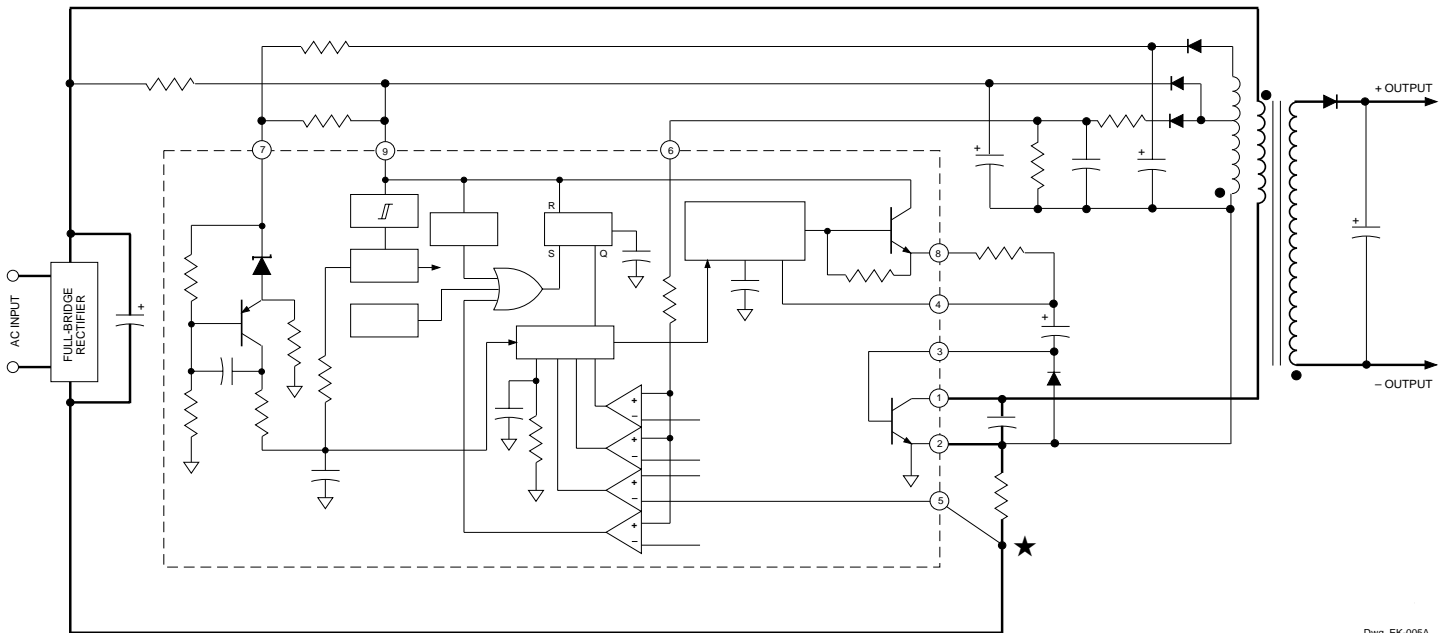 + OUTPUT
7
9
6
+
+
+
R
S
Q
8
+
4
+
AC INPUT
FULL-BRIDGE
RECTIFIER
+
3
1
– OUTPUT
+
–
2
+
–
+
–
5
+
–
Dwg. EK-005A